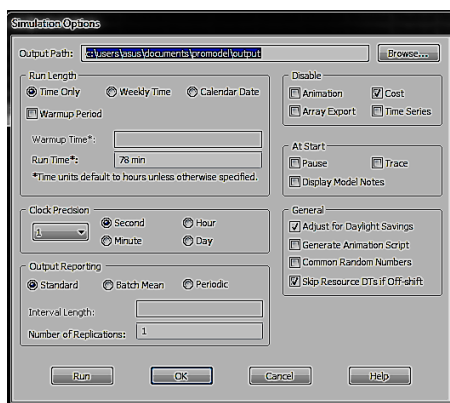 Simulation Options
Output Path: c:\users\asus\documents\promodel\output Browse...
Run Length
Time Only Weekly Time Calendar Date
Warmup Period
Warmup Time*:
Run Time*: 78 min
*Time units default to hours unless otherwise specified.
Clock Precision
1 Second Hour
Minute Day
Output Reporting
Standard Batch Mean Periodic
Interval Length:
Number of Replications: 1
Disable
Animation Cost
Array Export Time Series
At Start
Pause Trace
Display Model Notes
General
Adjust for Daylight Savings
Generate Animation Script
Common Random Numbers
Skip Resource DTs if Off-shift
Run OK Cancel Help